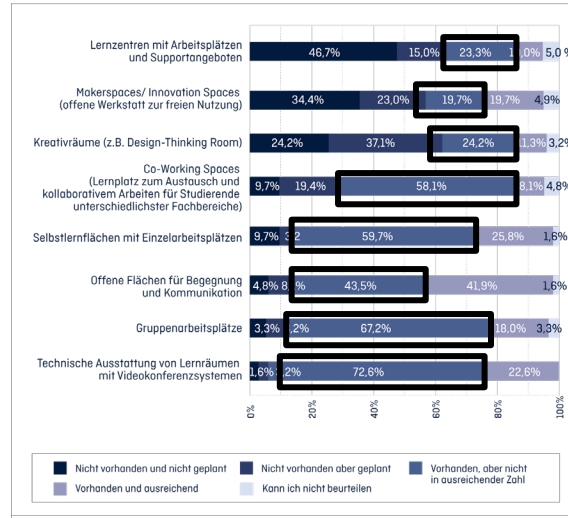 Lernzentren mit Arbeitsplätzen
und Supportangeboten
46,7% 15,0% 23,3% 5,0
Makerspaces/ Innovation Spaces
(offene Werkstatt zur freien Nutzung)
34,4% 23,0% 19,7% 19,7% 4,9%
Kreativräume (z.B. Design-Thinking Room)
24,2% 37,1% 24,2% 3,2%
Co-Working Spaces
(Lernplatz zum Austausch und
kollaborativem Arbeiten für Studierende
unterschiedlichster Fachbereiche)
9,7% 19,4% 58,1% 8,1% 4,8%
Selbstlernflächen mit Einzelarbeitsplätzen
9,7% 59,7% 25,8% 1,6%
Offene Flächen für Begegnung
und Kommunikation
4,8% 43,5% 41,9% 1,6%
Gruppenarbeitsplätze
3,3% 67,2% 18,0% 3,3%
Technische Ausstattung von Lernräumen
mit Videokonferenzsystemen
1,6% 72,6% 22,6%
0% 20% 40% 60% 80% 100%
Nicht vorhanden und nicht geplant
Nicht vorhanden aber geplant
Vorhanden, aber nicht
in ausreichender Zahl
Vorhanden und ausreichend
Kann ich nicht beurteilen